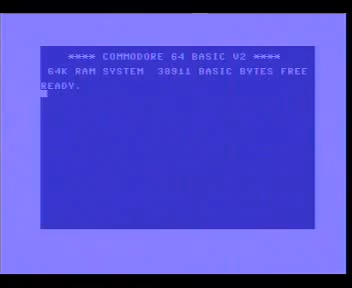 **** COMMODORE 64 BASIC V2 ****
64K RAM SYSTEM 38911 BASIC BYTES FREE
READY.